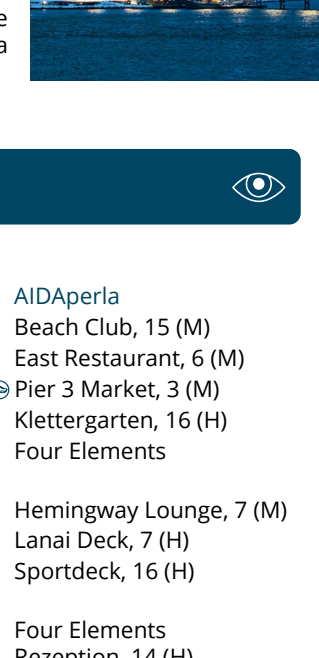 e
a
AIDAperla
Beach Club, 15 (M)
East Restaurant, 6 (M)
Pier 3 Market, 3 (M)
Klettergarten, 16 (H)
Four Elements
Hemingway Lounge, 7 (M)
Lanai Deck, 7 (H)
Sportdeck, 16 (H)
Four Elements
Rezeption, 14 (H)